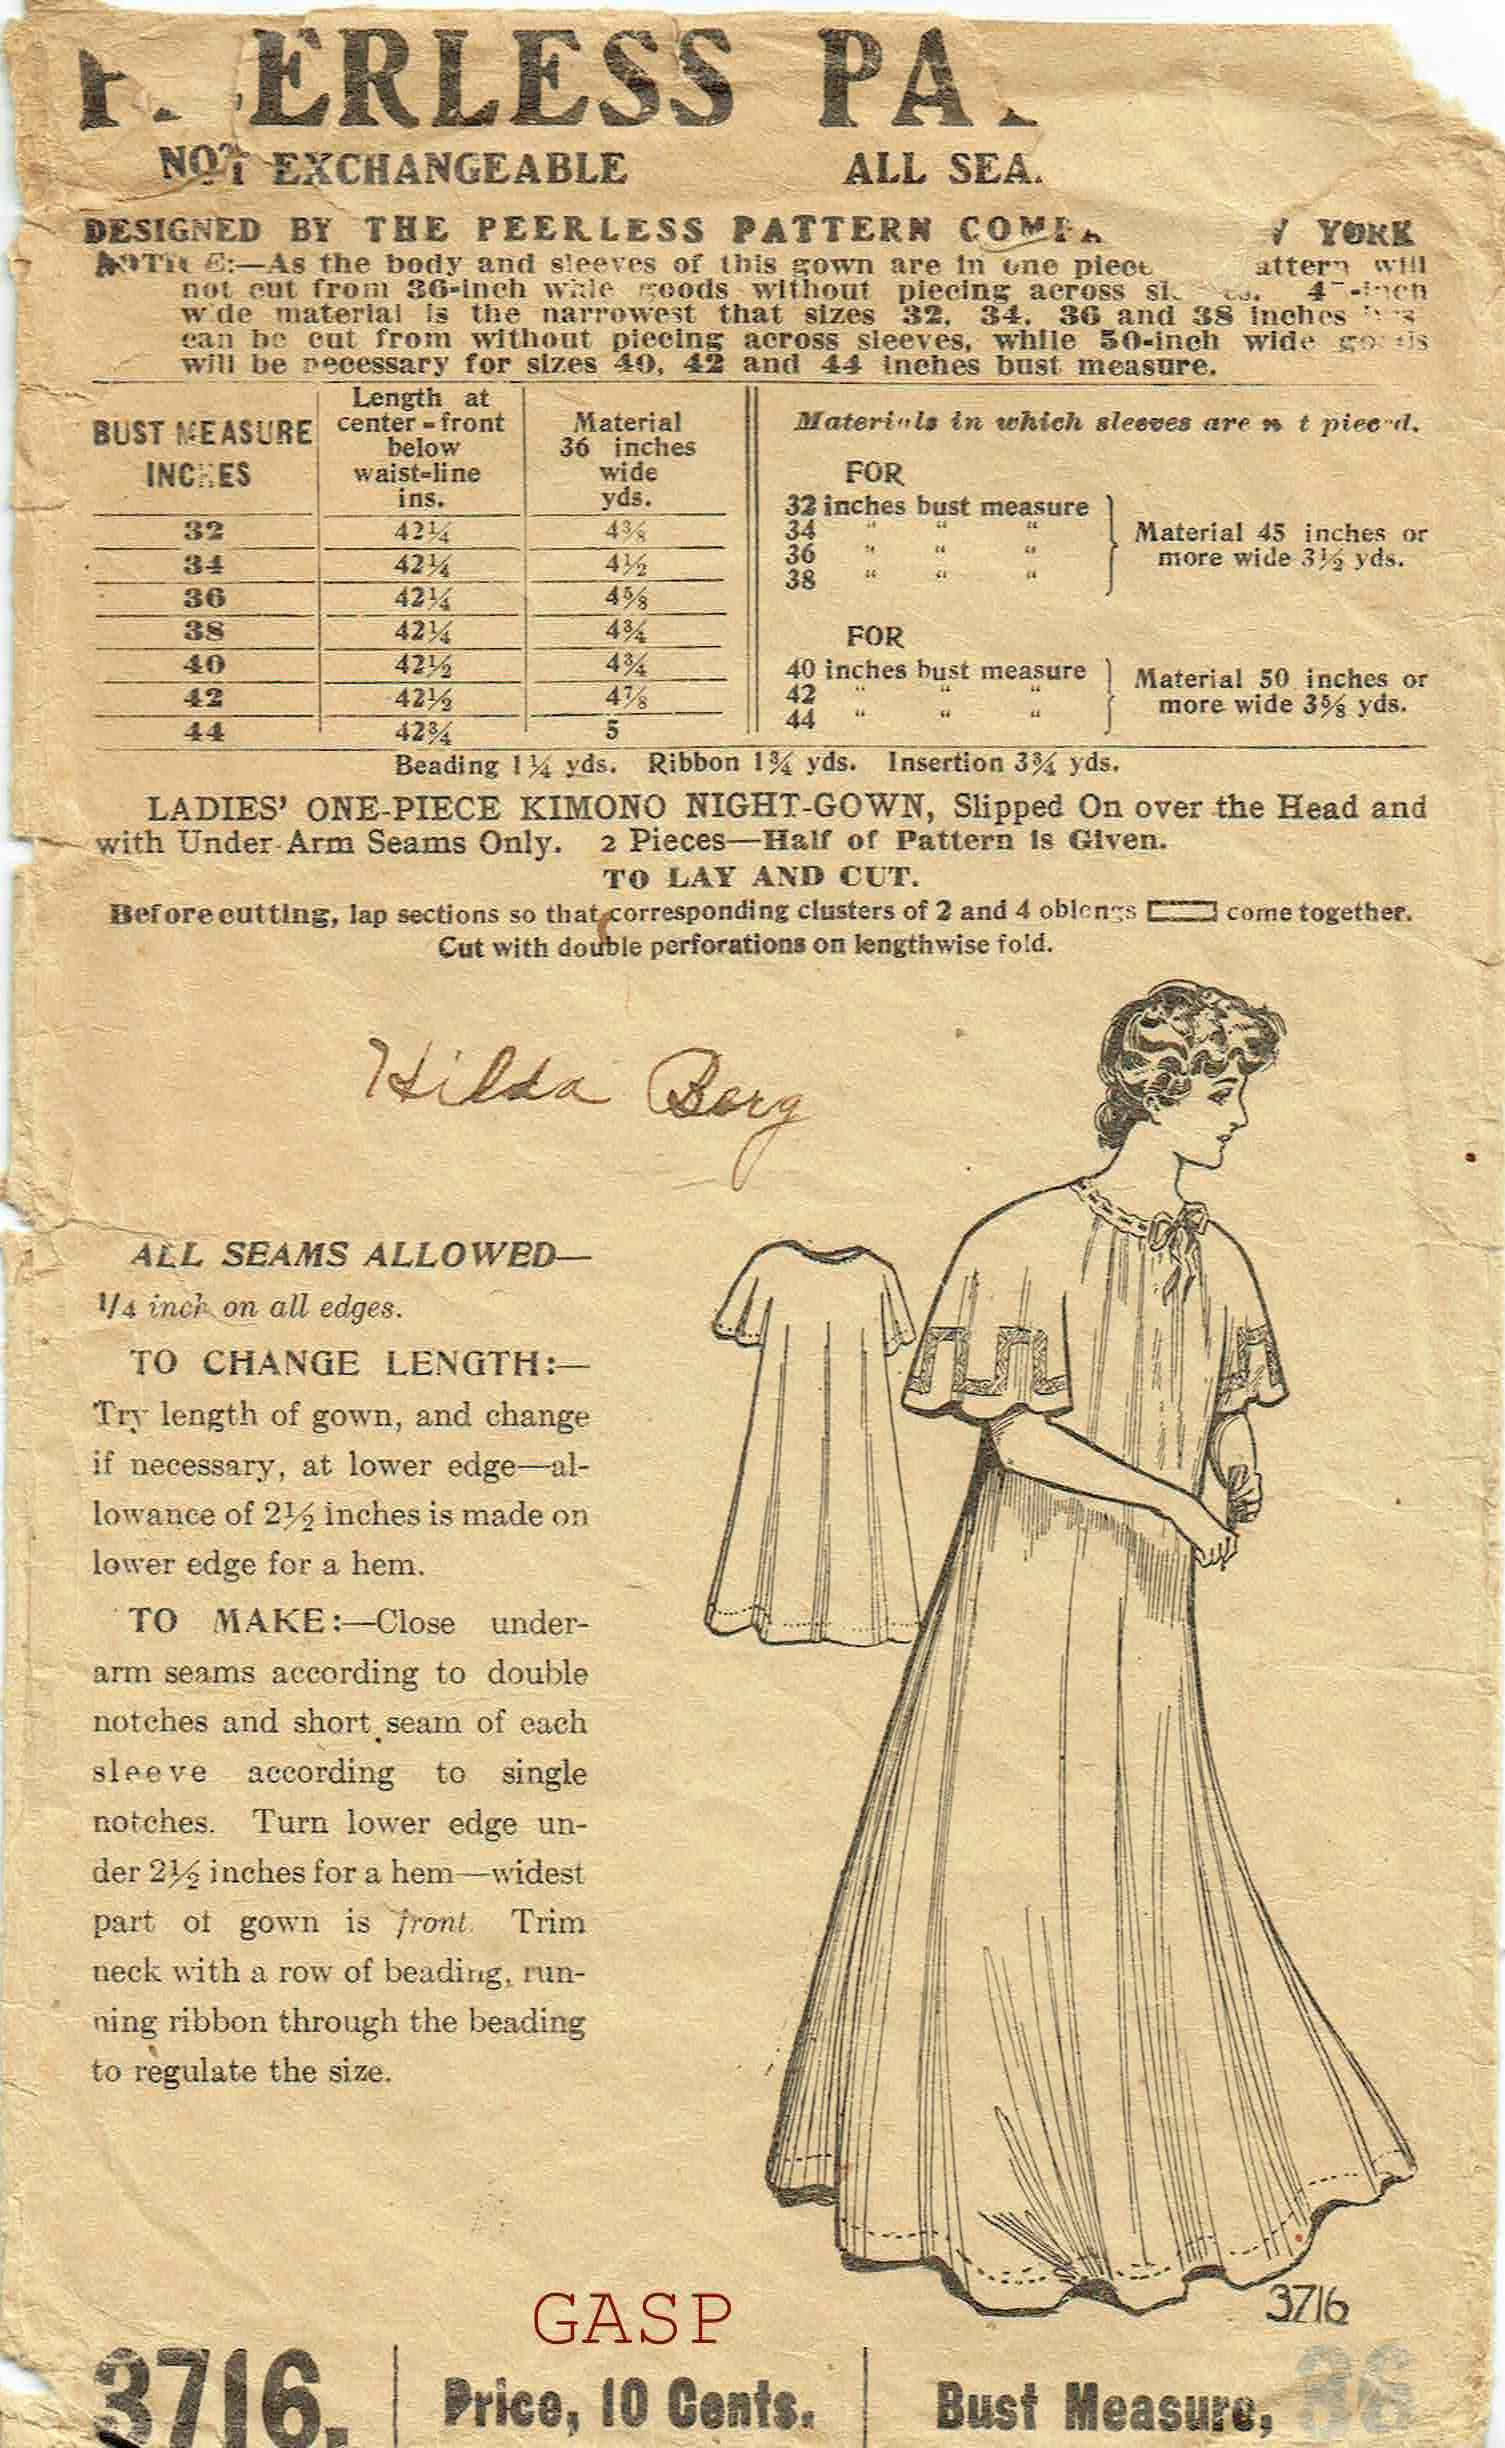 ERLESS PA
NOT EXCHANGEABLE ALL SEA.
DESIGNED BY THE PEERLESS PATTERN YORK
NOTICE:—As the body and sleeves of this gown are in one will
not cut from 36-inch wide goods without piecing across
wide material is the narrowest that sizes 32, 34, 36 and 38 inches
can be cut from without piecing across sleeves, while 50-inch wide goods
will be necessary for sizes 40, 42 and 44 inches bust measure.
BUST MEASURE INCHES
Length at center-front below waist-line ins.
Material 36 inches wide yds.
32 42¼ 4⅜
34 42¼ 4½
36 42¼ 4⅝
38 42¼ 4¾
40 42½ 4¾
42 42½ 4⅞
44 42¾ 5
Materials in which sleeves are not pieced.
FOR
32 inches bust measure
34 " " "
36 " " "
38 " " "
Material 45 inches or
more wide 3½ yds.
FOR
40 inches bust measure
42 " " "
44 " " "
Material 50 inches or
more wide 3⅝ yds.
Beading 1¼ yds. Ribbon 1¾ yds. Insertion 3¾ yds.
LADIES' ONE-PIECE KIMONO NIGHT-GOWN, Slipped On over the Head and
with Under-Arm Seams Only. 2 Pieces—Half of Pattern is Given.
TO LAY AND CUT.
Before cutting, lap sections so that corresponding clusters of 2 and 4 oblongs come together.
Cut with double perforations on lengthwise fold.
Hilda Berg
ALL SEAMS ALLOWED—
1/4 inch on all edges.
TO CHANGE LENGTH:—
Try length of gown, and change
if necessary, at lower edge—al-
lowance of 2½ inches is made on
lower edge for a hem.
TO MAKE:—Close under-
arm seams according to double
notches and short seam of each
sleeve according to single
notches. Turn lower edge un-
der 2½ inches for a hem—widest
part of gown is front. Trim
neck with a row of beading, run-
ning ribbon through the beading
to regulate the size.
3716
GASP
3716. Price, 10 Cents. Bust Measure, 36